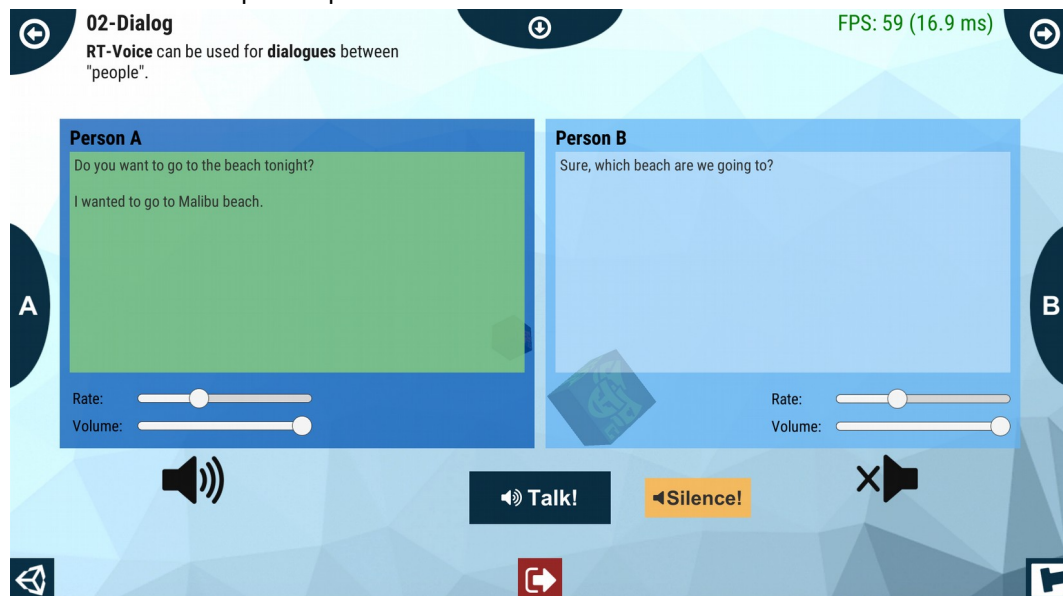 02-Dialog
FPS: 59 (16.9 ms)
RT-Voice can be used for dialogues between
"people".
Person A
Do you want to go to the beach tonight?
I wanted to go to Malibu beach.
Rate:
Volume:
Person B
Sure, which beach are we going to?
Rate:
Volume:
A
B
Talk!
Silence!